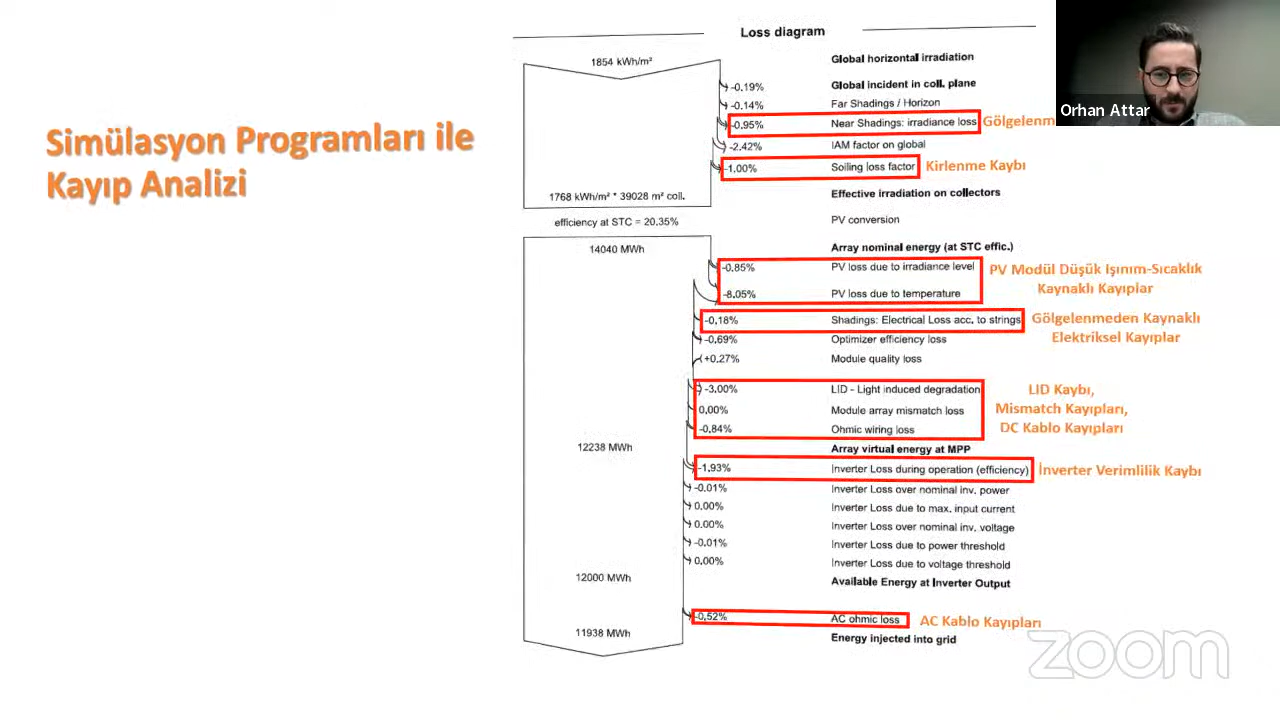 Simülasyon Programları ile
Kayıp Analizi
Loss diagram
1854 kWh/m²
Global horizontal irradiation
-0.19%
Global incident in coll. plane
-0.14%
Far Shadings / Horizon
-0.95%
Near Shadings: irradiance loss
Gölgelenm
-2.42%
IAM factor on global
-1.00%
Soiling loss factor
Kirlenme Kaybı
1768 kWh/m² * 39028 m² coll.
Effective irradiation on collectors
efficiency at STC = 20.35%
PV conversion
14040 MWh
Array nominal energy (at STC effic.)
-0.85%
PV loss due to irradiance level
-8.05%
PV loss due to temperature
PV Modül Düşük Işınım-Sıcaklık
Kaynaklı Kayıplar
-0.18%
Shadings: Electrical Loss acc. to strings
Gölgelenmeden Kaynaklı
Elektriksel Kayıplar
-0.69%
Optimizer efficiency loss
+0.27%
Module quality loss
-3.00%
LID - Light induced degradation
0.00%
Module array mismatch loss
-0.84%
Ohmic wiring loss
LID Kaybı,
Mismatch Kayıpları,
DC Kablo Kayıpları
12238 MWh
Array virtual energy at MPP
-1.93%
Inverter Loss during operation (efficiency)
İnverter Verimlilik Kaybı
-0.01%
Inverter Loss over nominal inv. power
0.00%
Inverter Loss due to max. input current
0.00%
Inverter Loss over nominal inv. voltage
-0.01%
Inverter Loss due to power threshold
0.00%
Inverter Loss due to voltage threshold
12000 MWh
Available Energy at Inverter Output
-0.52%
AC ohmic loss
AC Kablo Kayıpları
11938 MWh
Energy injected into grid
Orhan Attar
zoom